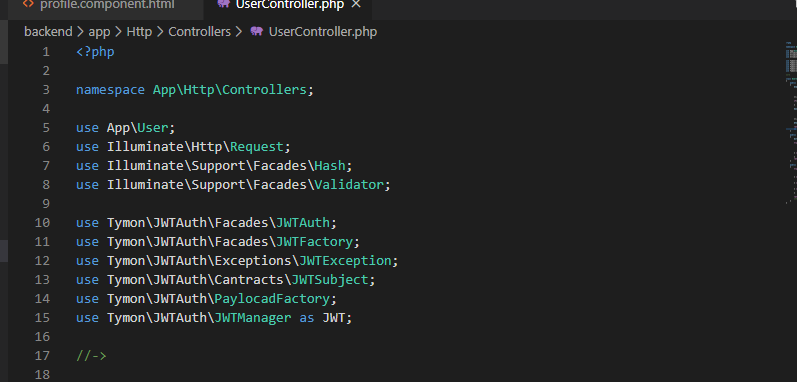 profile.component.html UserController.php ×
backend > app > Http > Controllers > UserController.php
1 <?php
2
3 namespace App\Http\Controllers;
4
5 use App\User;
6 use Illuminate\Http\Request;
7 use Illuminate\Support\Facades\Hash;
8 use Illuminate\Support\Facades\Validator;
9
10 use Tymon\JWTAuth\Facades\JWTAuth;
11 use Tymon\JWTAuth\Facades\JWTFactory;
12 use Tymon\JWTAuth\Exceptions\JWTException;
13 use Tymon\JWTAuth\Cantracts\JWTSubject;
14 use Tymon\JWTAuth\PaylocadFactory;
15 use Tymon\JWTAuth\JWTManager as JWT;
16
17 //->
18